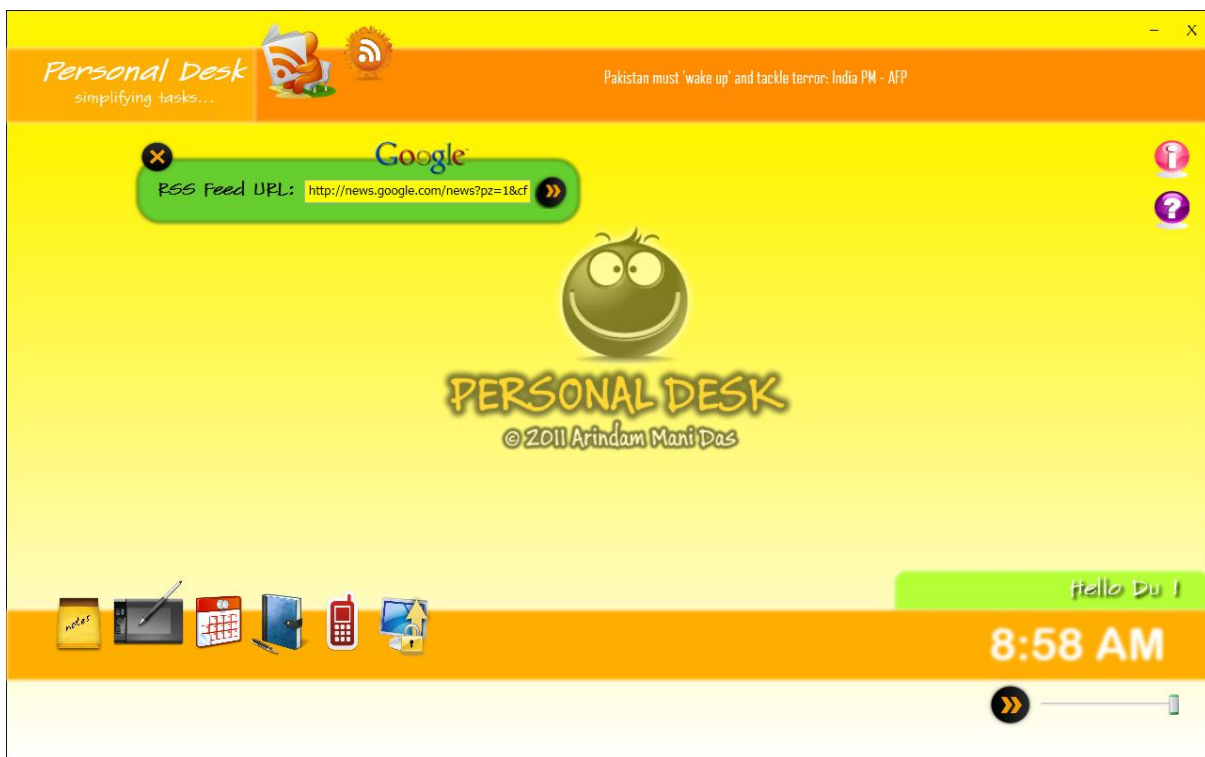 – X
Personal Desk
simplifying tasks...
Pakistan must 'wake up' and tackle terror: India PM - AFP
Google
RSS Feed URL: http://news.google.com/news?pz=1&cf
PERSONAL DESK
© 2011 Arindam Mani Das
Hello Du !
notes
8:58 AM